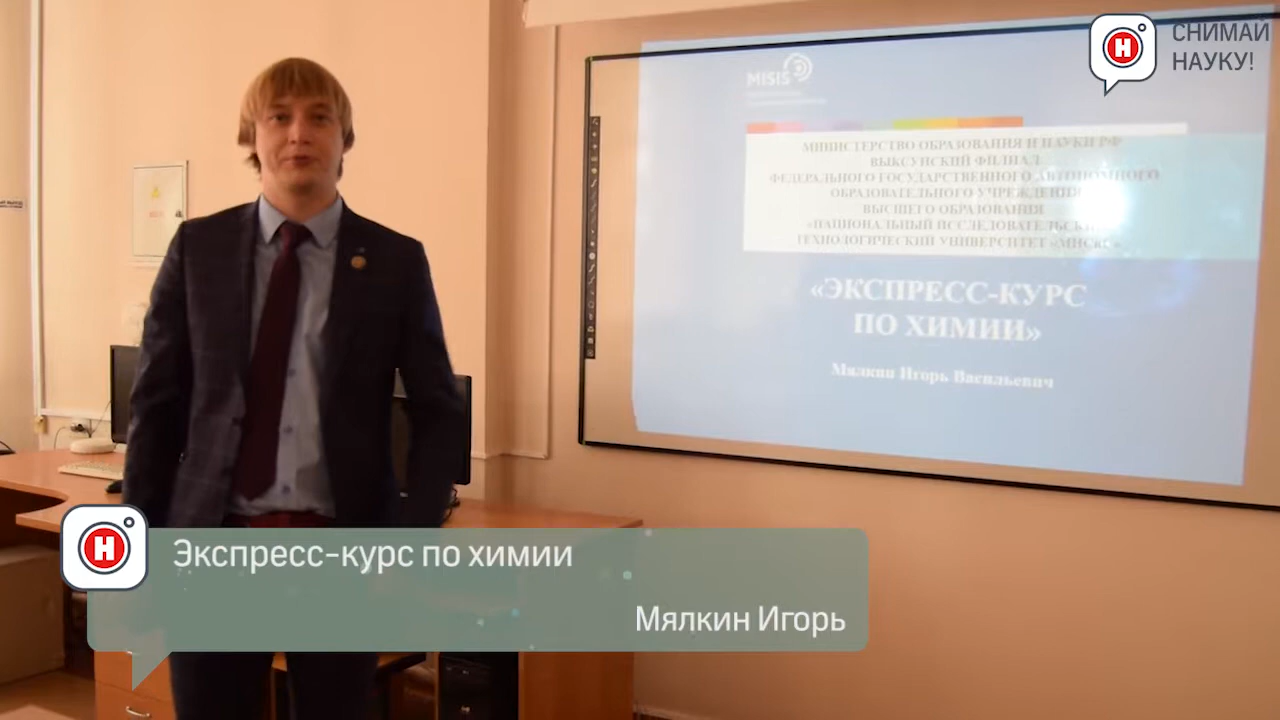 СНИМАЙ
НАУКУ!
MISIS
МИНИСТЕРСТВО ОБРАЗОВАНИЯ И НАУКИ РФ
ВЫКСУНСКИЙ ФИЛИАЛ
ФЕДЕРАЛЬНОГО ГОСУДАРСТВЕННОГО АВТОНОМНОГО
ОБРАЗОВАТЕЛЬНОГО УЧРЕЖДЕНИЯ
ВЫСШЕГО ОБРАЗОВАНИЯ
«НАЦИОНАЛЬНЫЙ ИССЛЕДОВАТЕЛЬСКИЙ
ТЕХНОЛОГИЧЕСКИЙ УНИВЕРСИТЕТ «МИСиС»
«ЭКСПРЕСС-КУРС
ПО ХИМИИ»
Мялкин Игорь Васильевич
Н
Экспресс-курс по химии
Мялкин Игорь